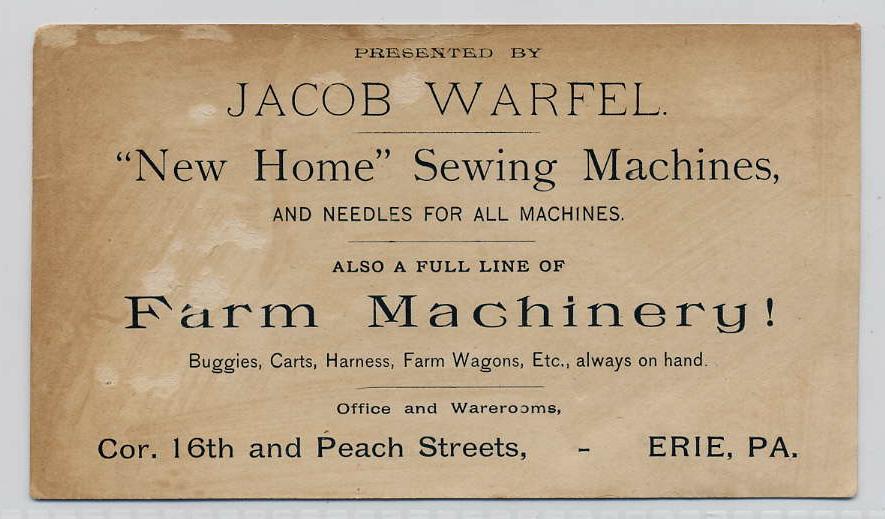 PRESENTED BY
JACOB WARFEL.
“New Home” Sewing Machines,
AND NEEDLES FOR ALL MACHINES.
ALSO A FULL LINE OF
Farm Machinery!
Buggies, Carts, Harness, Farm Wagons, Etc., always on hand.
Office and Warerooms,
Cor. 16th and Peach Streets, - ERIE, PA.